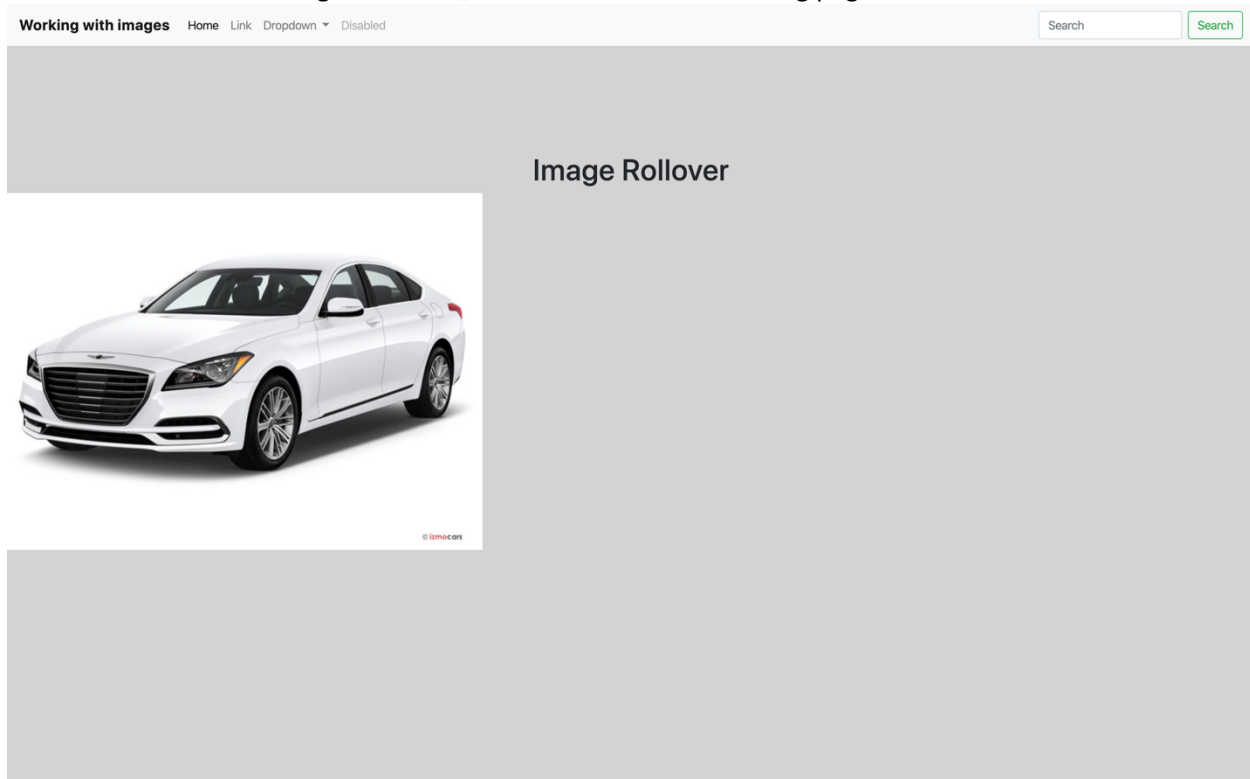 Working with images Home Link Dropdown Disabled Search Search
Image Rollover
© izmocars